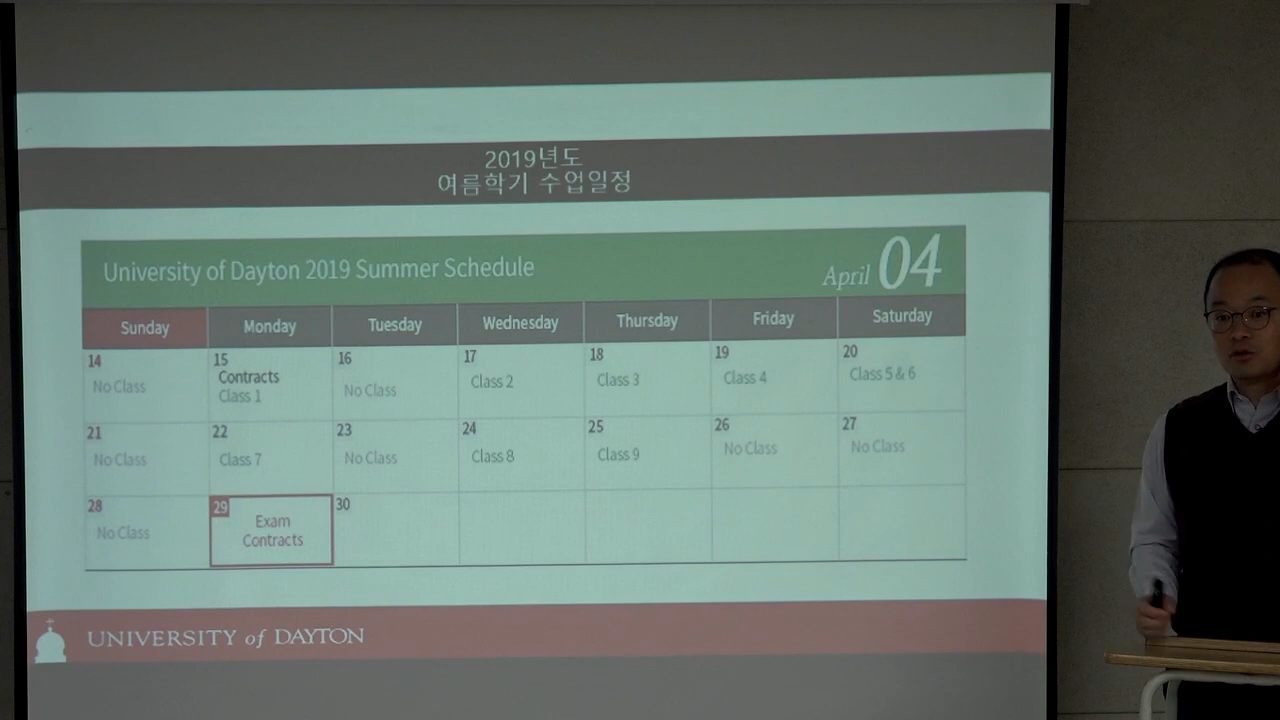 2019년도
여름학기 수업일정
University of Dayton 2019 Summer Schedule
April 04
Sunday Monday Tuesday Wednesday Thursday Friday Saturday
14 15 16 17 18 19 20
No Class Contracts No Class Class 2 Class 3 Class 4 Class 5 & 6
Class 1
21 22 23 24 25 26 27
No Class Class 7 No Class Class 8 Class 9 No Class No Class
28 29 30
No Class Exam
Contracts
UNIVERSITY of DAYTON